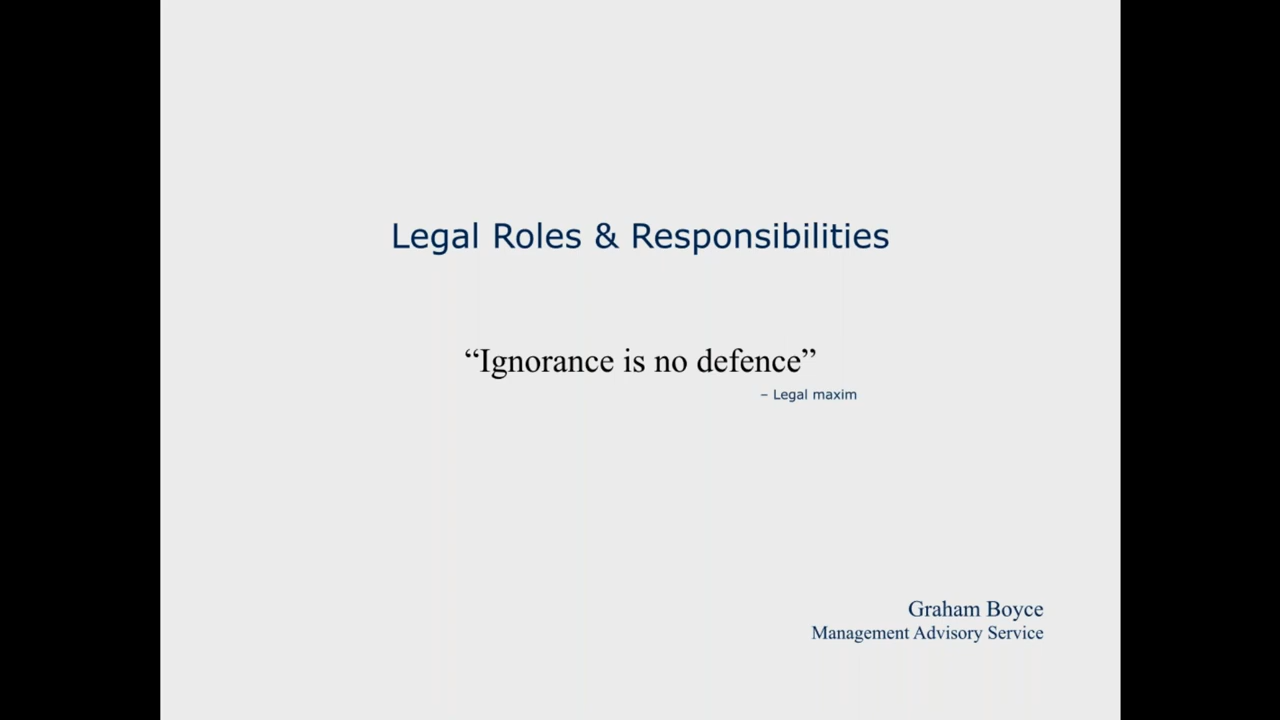 Legal Roles & Responsibilities
“Ignorance is no defence”
– Legal maxim
Graham Boyce
Management Advisory Service